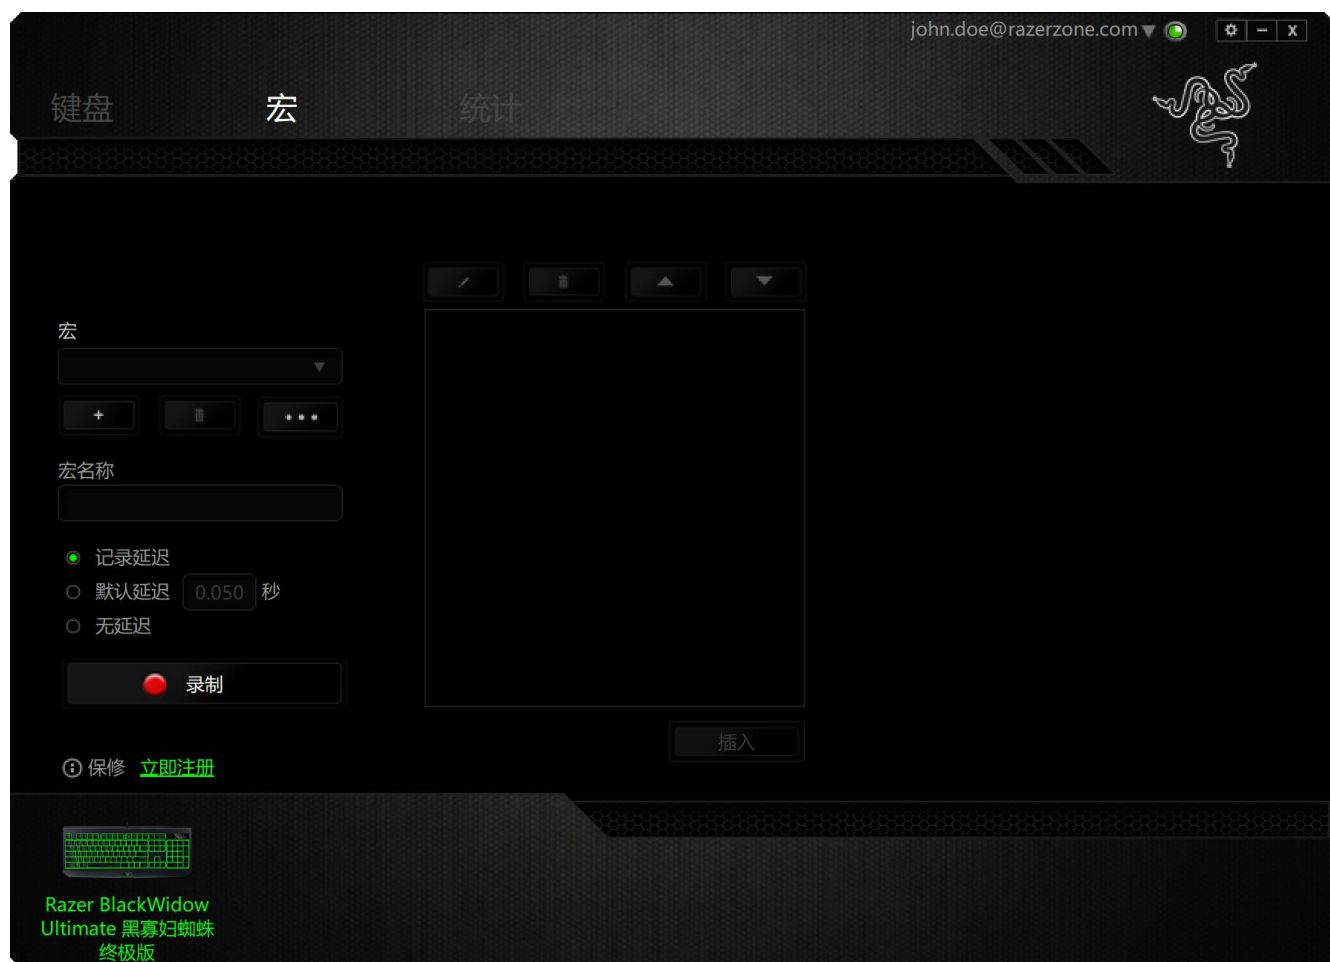 john.doe@razerzone.com
键盘 宏 统计
宏
宏名称
记录延迟
默认延迟 0.050 秒
无延迟
录制
插入
保修 立即注册
Razer BlackWidow
Ultimate 黑寡妇蜘蛛
终极版